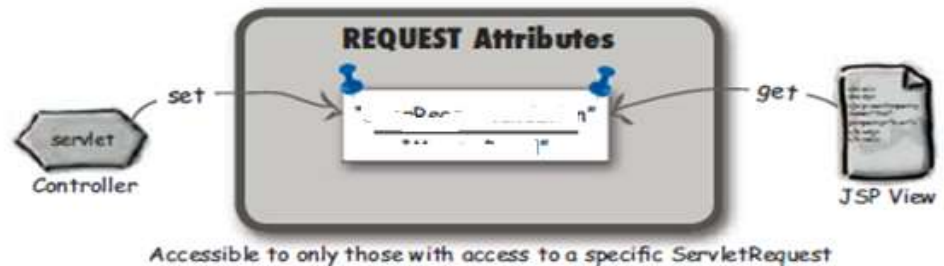 REQUEST Attributes
set
get
servlet
Controller
JSP View
Accessible to only those with access to a specific ServletRequest